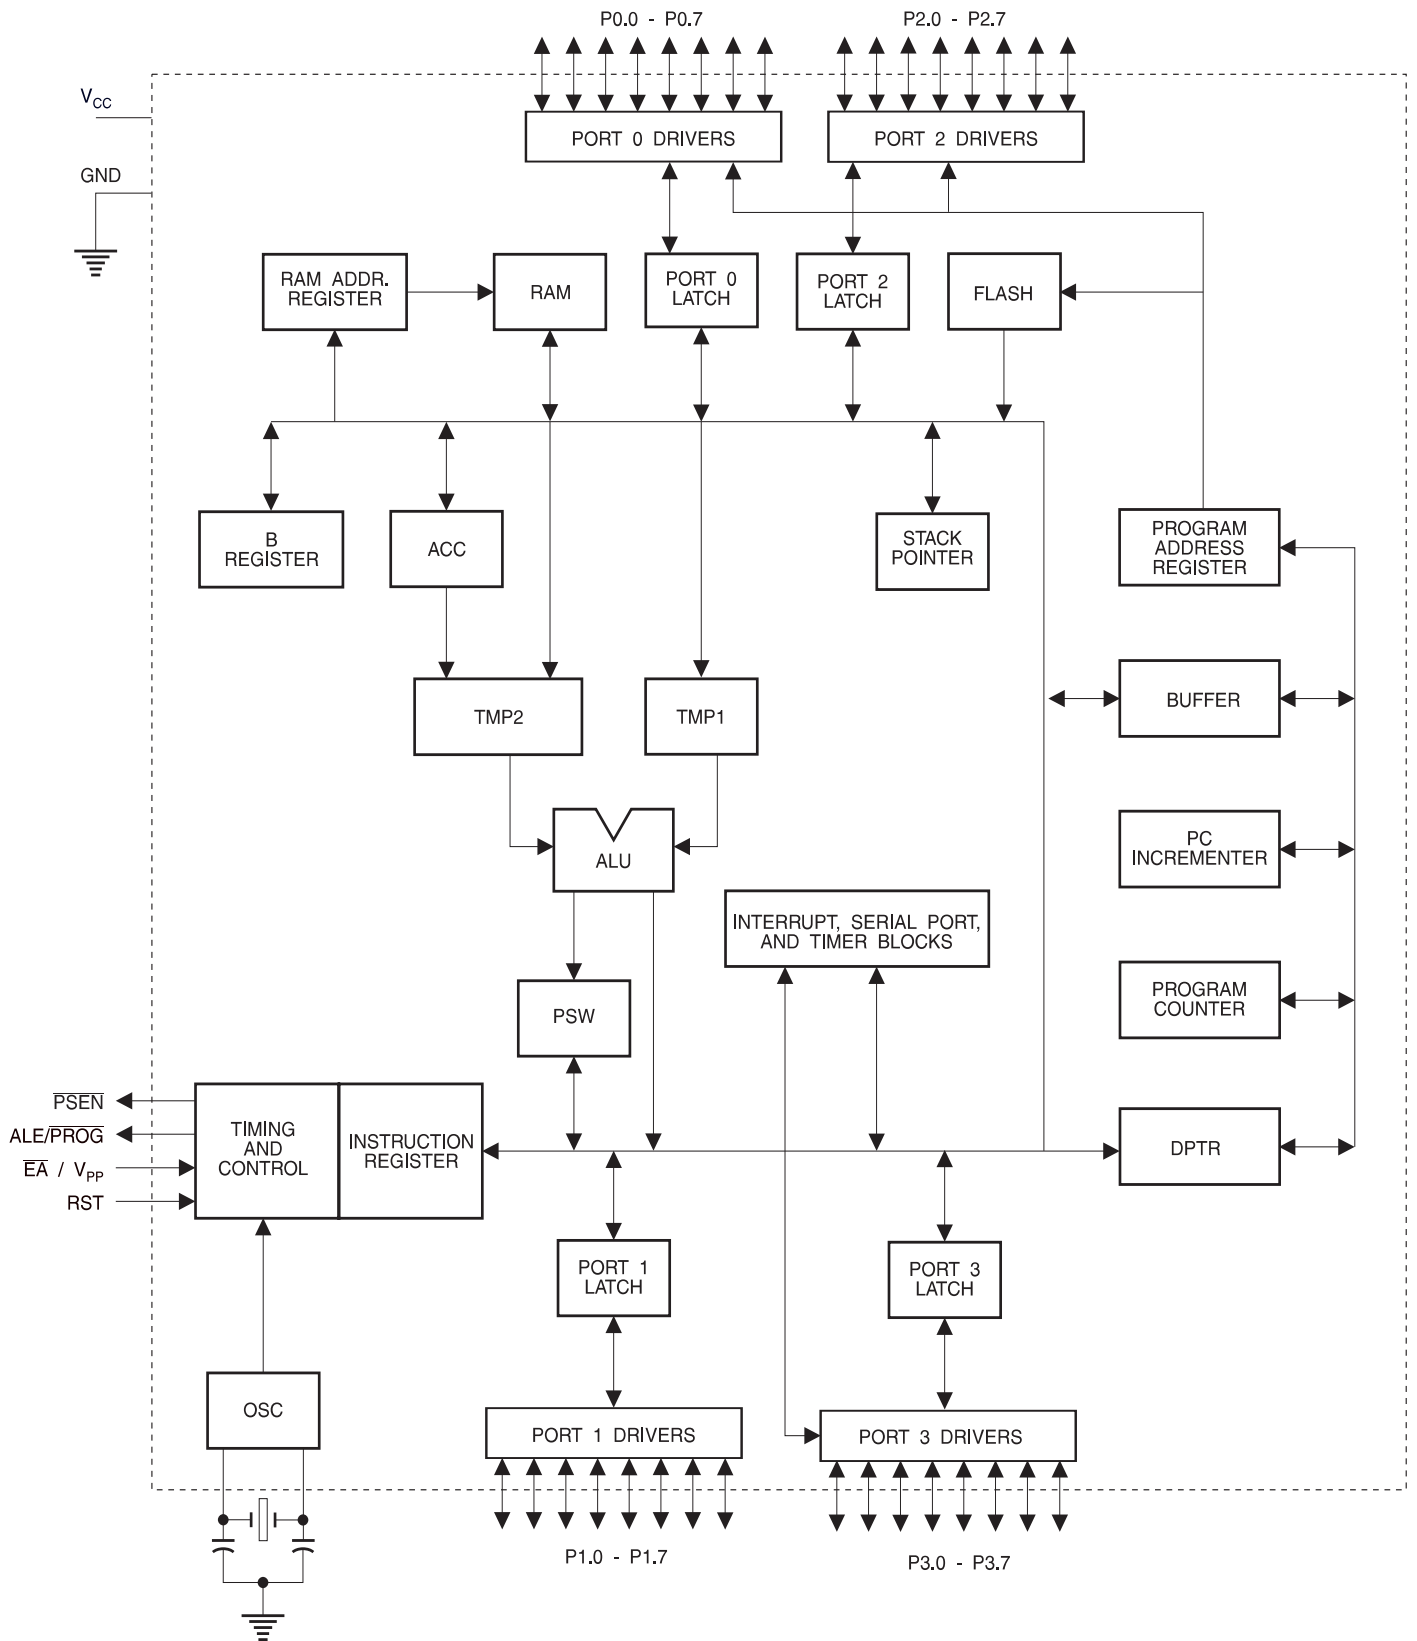 P0.0 - P0.7
P2.0 - P2.7
VCC
GND
PORT 0 DRIVERS
PORT 2 DRIVERS
RAM ADDR.
REGISTER
RAM
PORT 0
LATCH
PORT 2
LATCH
FLASH
B
REGISTER
ACC
STACK
POINTER
PROGRAM
ADDRESS
REGISTER
TMP2
TMP1
BUFFER
ALU
PC
INCREMENTER
INTERRUPT, SERIAL PORT,
AND TIMER BLOCKS
PSW
PROGRAM
COUNTER
PSEN
ALE/PROG
EA / VPP
RST
TIMING
AND
CONTROL
INSTRUCTION
REGISTER
DPTR
PORT 1
LATCH
PORT 3
LATCH
OSC
PORT 1 DRIVERS
PORT 3 DRIVERS
P1.0 - P1.7
P3.0 - P3.7